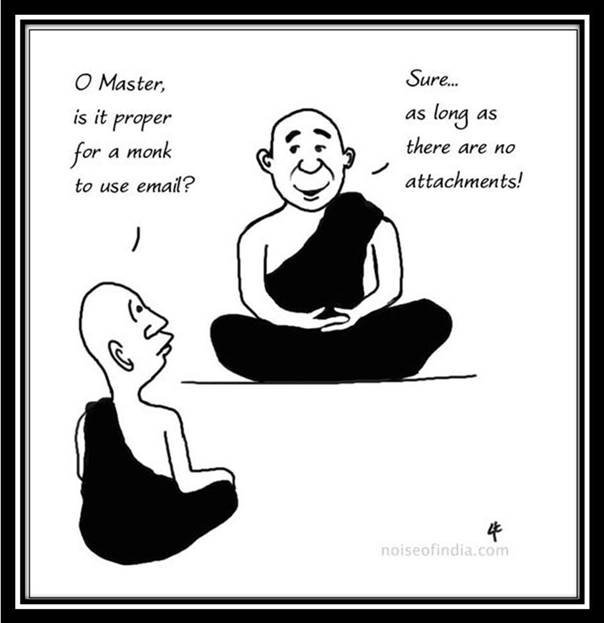 O Master,
is it proper
for a monk
to use email?
Sure...
as long as
there are no
attachments!
noiseofindia.com